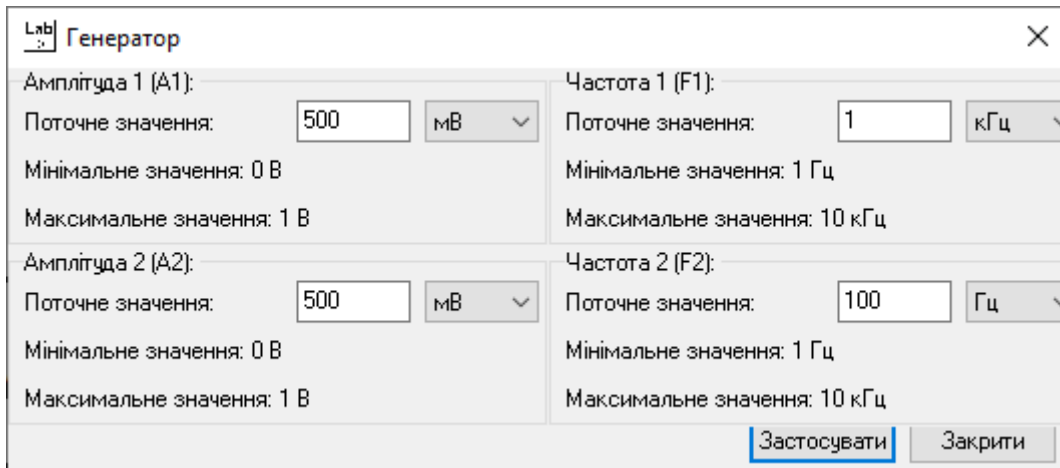 Lab Генератор
Амплітуда 1 (A1):
Поточне значення: 500 мВ
Мінімальне значення: 0 В
Максимальне значення: 1 В
Частота 1 (F1):
Поточне значення: 1 кГц
Мінімальне значення: 1 Гц
Максимальне значення: 10 кГц
Амплітуда 2 (A2):
Поточне значення: 500 мВ
Мінімальне значення: 0 В
Максимальне значення: 1 В
Частота 2 (F2):
Поточне значення: 100 Гц
Мінімальне значення: 1 Гц
Максимальне значення: 10 кГц
Застосувати Закрити